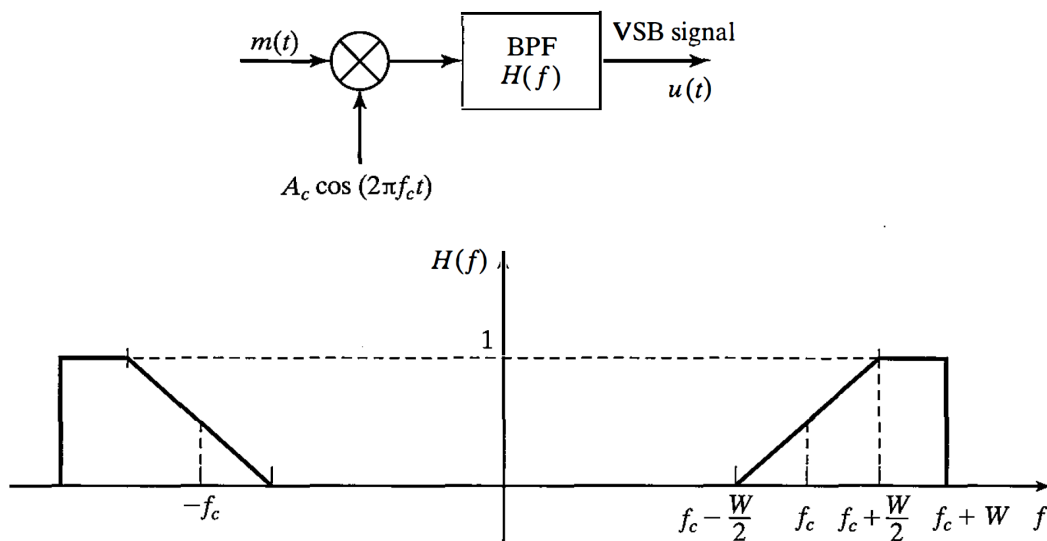 m(t)
BPF
H(f)
VSB signal
u(t)
A_c cos (2πf_ct)
H(f)
1
−f_c
f_c − W/2
f_c
f_c + W/2
f_c + W
f